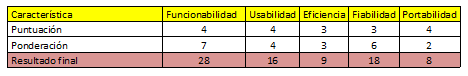 Característica Funcionabilidad Usabilidad Eficiencia Fiabilidad Portabilidad
Puntuación 4 4 3 3 4
Ponderación 7 4 3 6 2
Resultado final 28 16 9 18 8